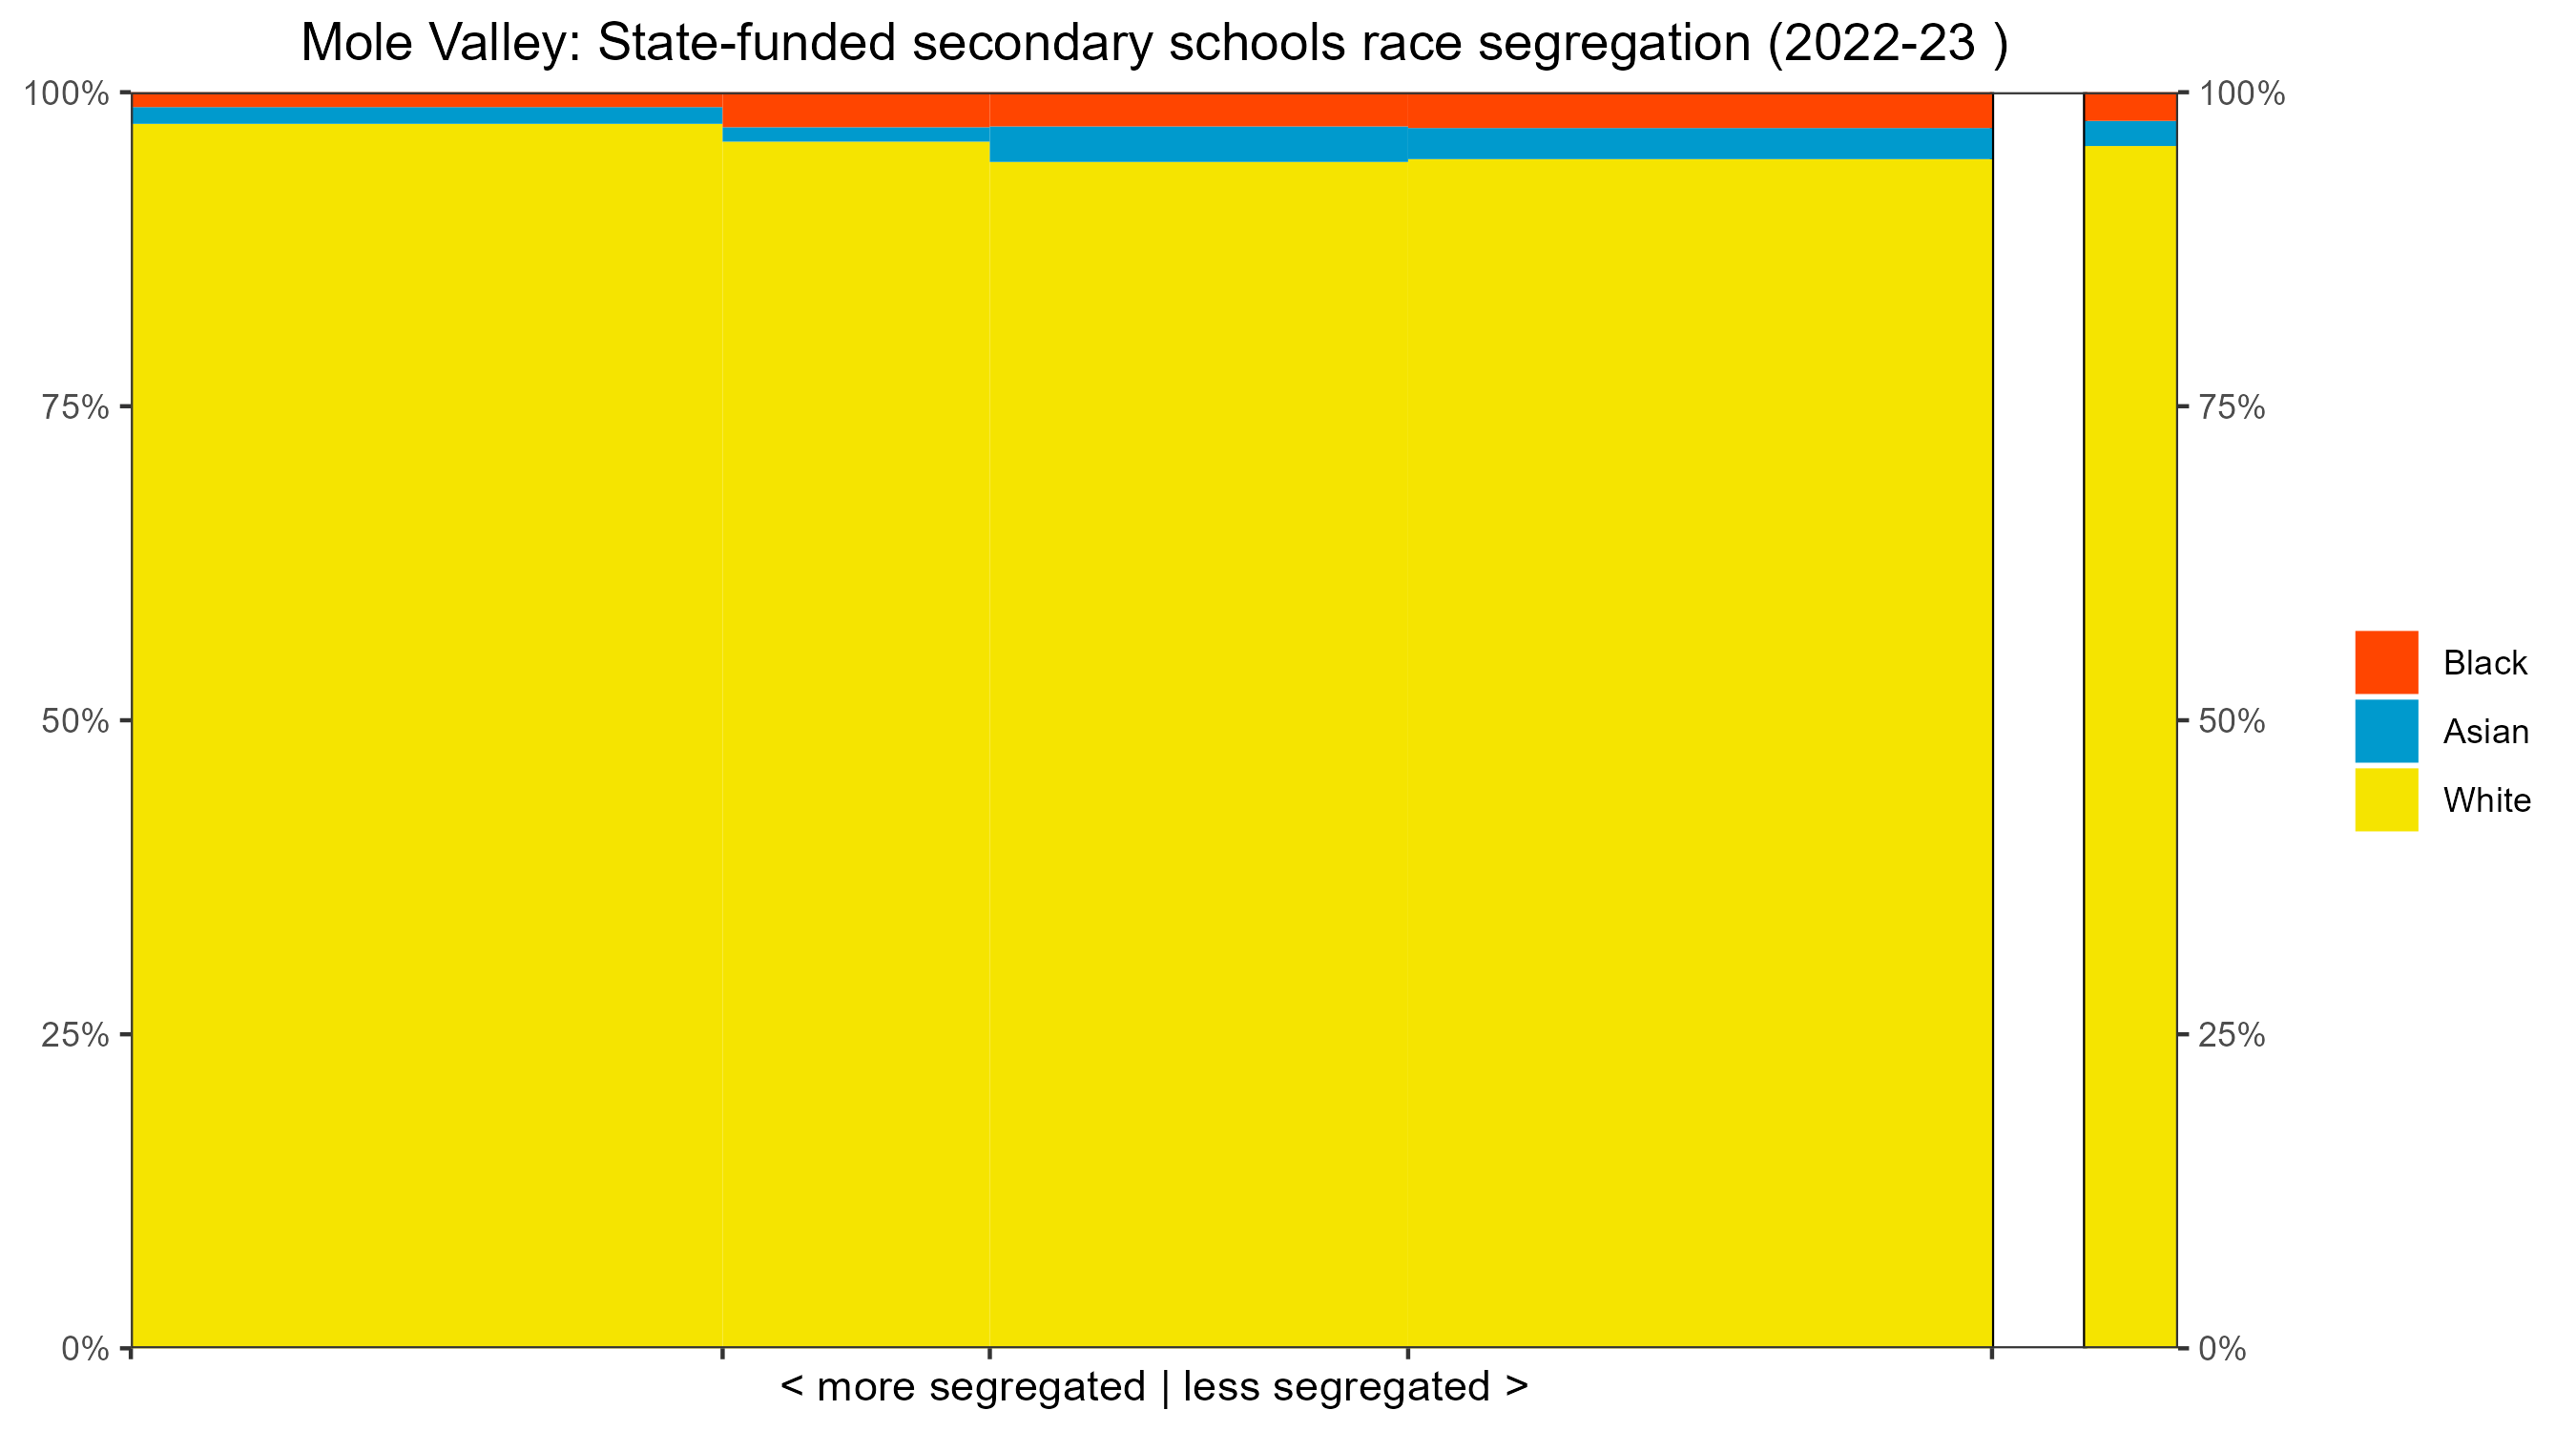 Mole Valley: State-funded secondary schools race segregation (2022-23 )
100%
75%
50%
25%
0%
100%
75%
50%
25%
0%
Black
Asian
White
< more segregated | less segregated >